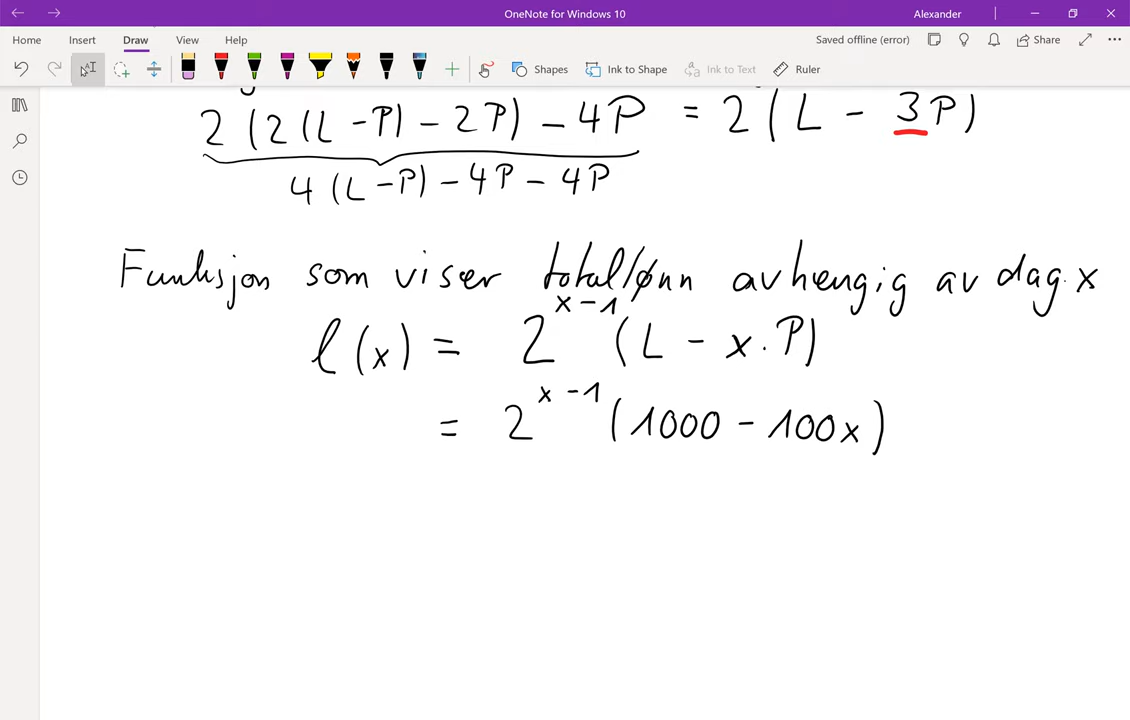 OneNote for Windows 10
Alexander
Home Insert Draw View Help
Saved offline (error) Share
Shapes Ink to Shape Ink to Text Ruler
2 (2 (L - P) - 2P) - 4P = 2 (L - 3P)
4 (L - P) - 4P - 4P
Funksjon som viser totallønn avhengig av dag x
l(x) = 2^(x-1) (L - x · P)
= 2^(x-1) (1000 - 100x)